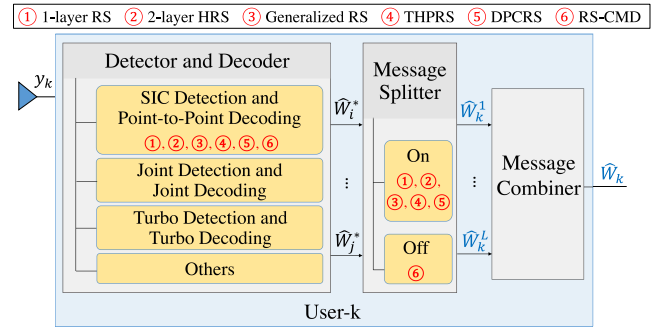 ① 1-layer RS ② 2-layer HRS ③ Generalized RS ④ THPRS ⑤ DPCRS ⑥ RS-CMD
y_k
Detector and Decoder
SIC Detection and
Point-to-Point Decoding
①, ②, ③, ④, ⑤, ⑥
Joint Detection and
Joint Decoding
Turbo Detection and
Turbo Decoding
Others
Ŵ_i^*
⋮
Ŵ_j^*
Message
Splitter
On
①, ②,
③, ④, ⑤
Off
⑥
Ŵ_k^1
⋮
Ŵ_k^L
Message
Combiner
Ŵ_k
User-k